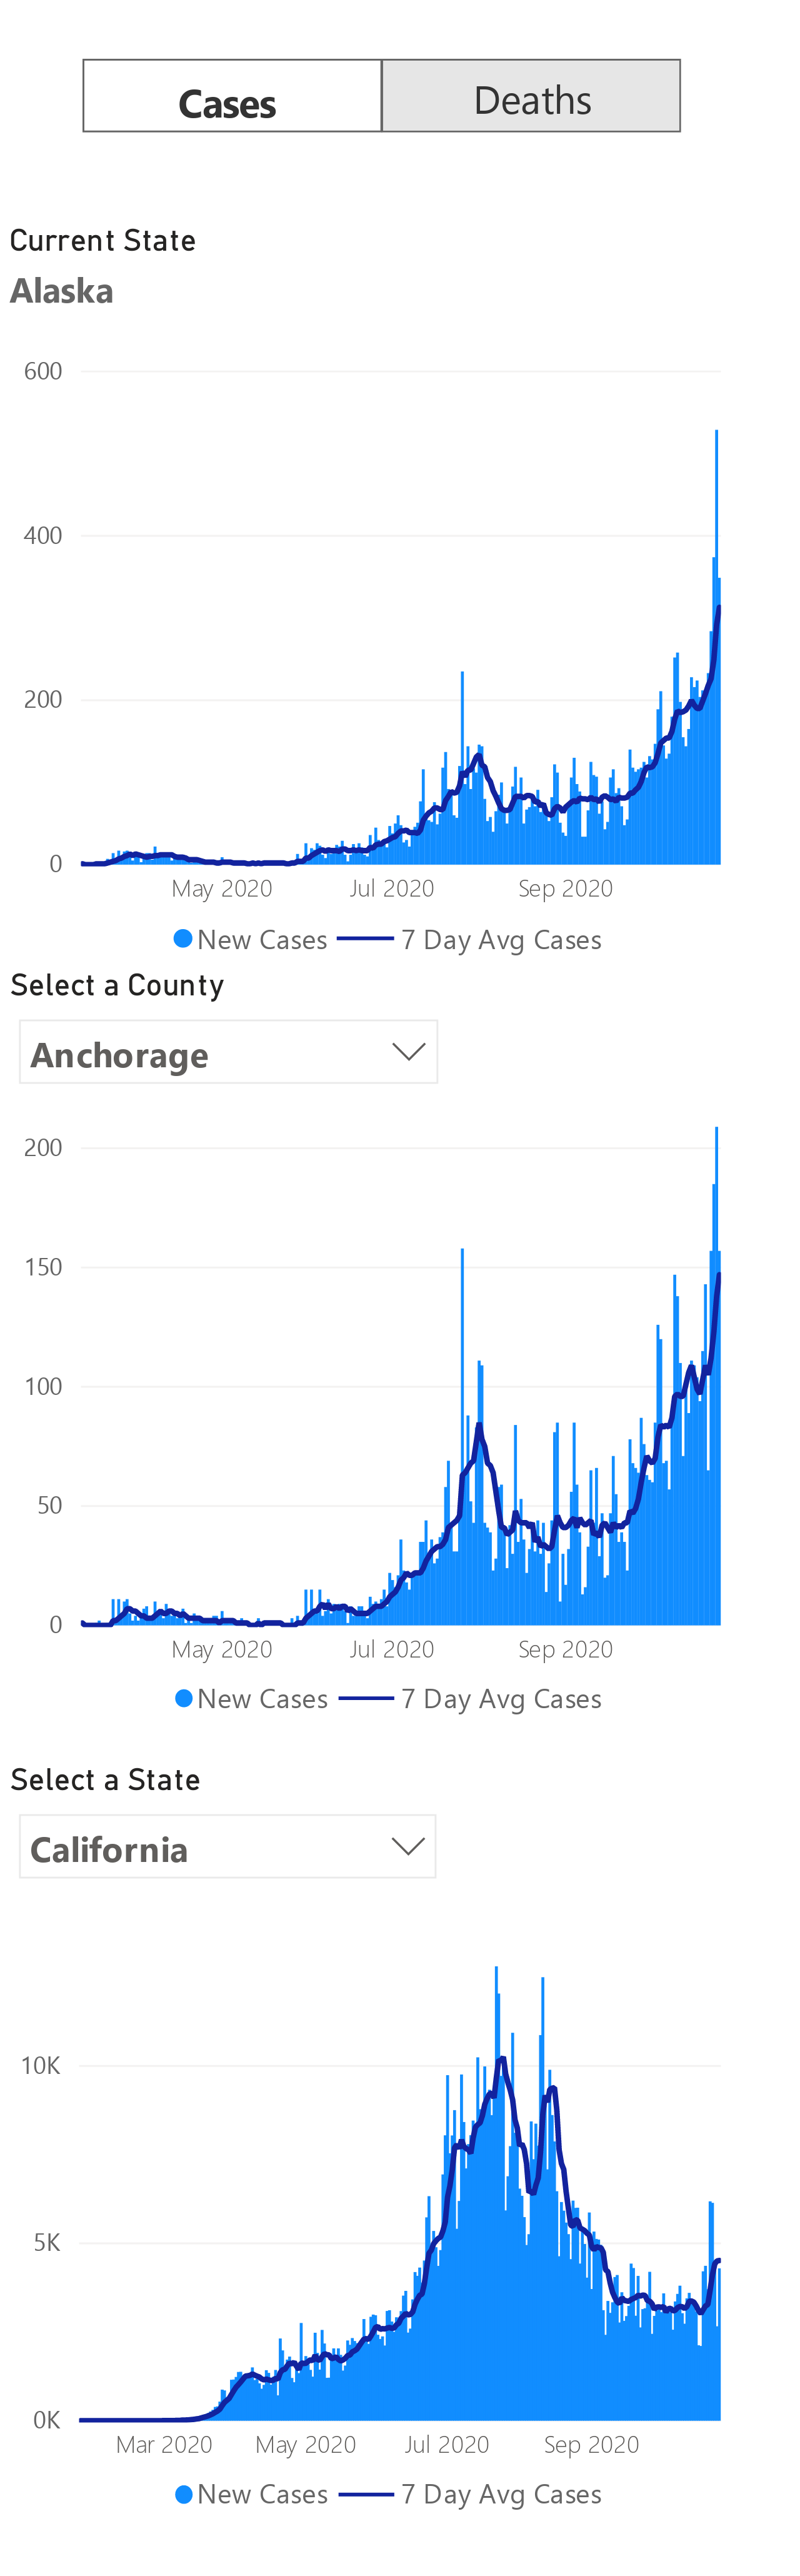 Cases Deaths
Current State
Alaska
600
400
200
0
May 2020 Jul 2020 Sep 2020
New Cases 7 Day Avg Cases
Select a County
Anchorage
200
150
100
50
0
May 2020 Jul 2020 Sep 2020
New Cases 7 Day Avg Cases
Select a State
California
10K
5K
0K
Mar 2020 May 2020 Jul 2020 Sep 2020
New Cases 7 Day Avg Cases